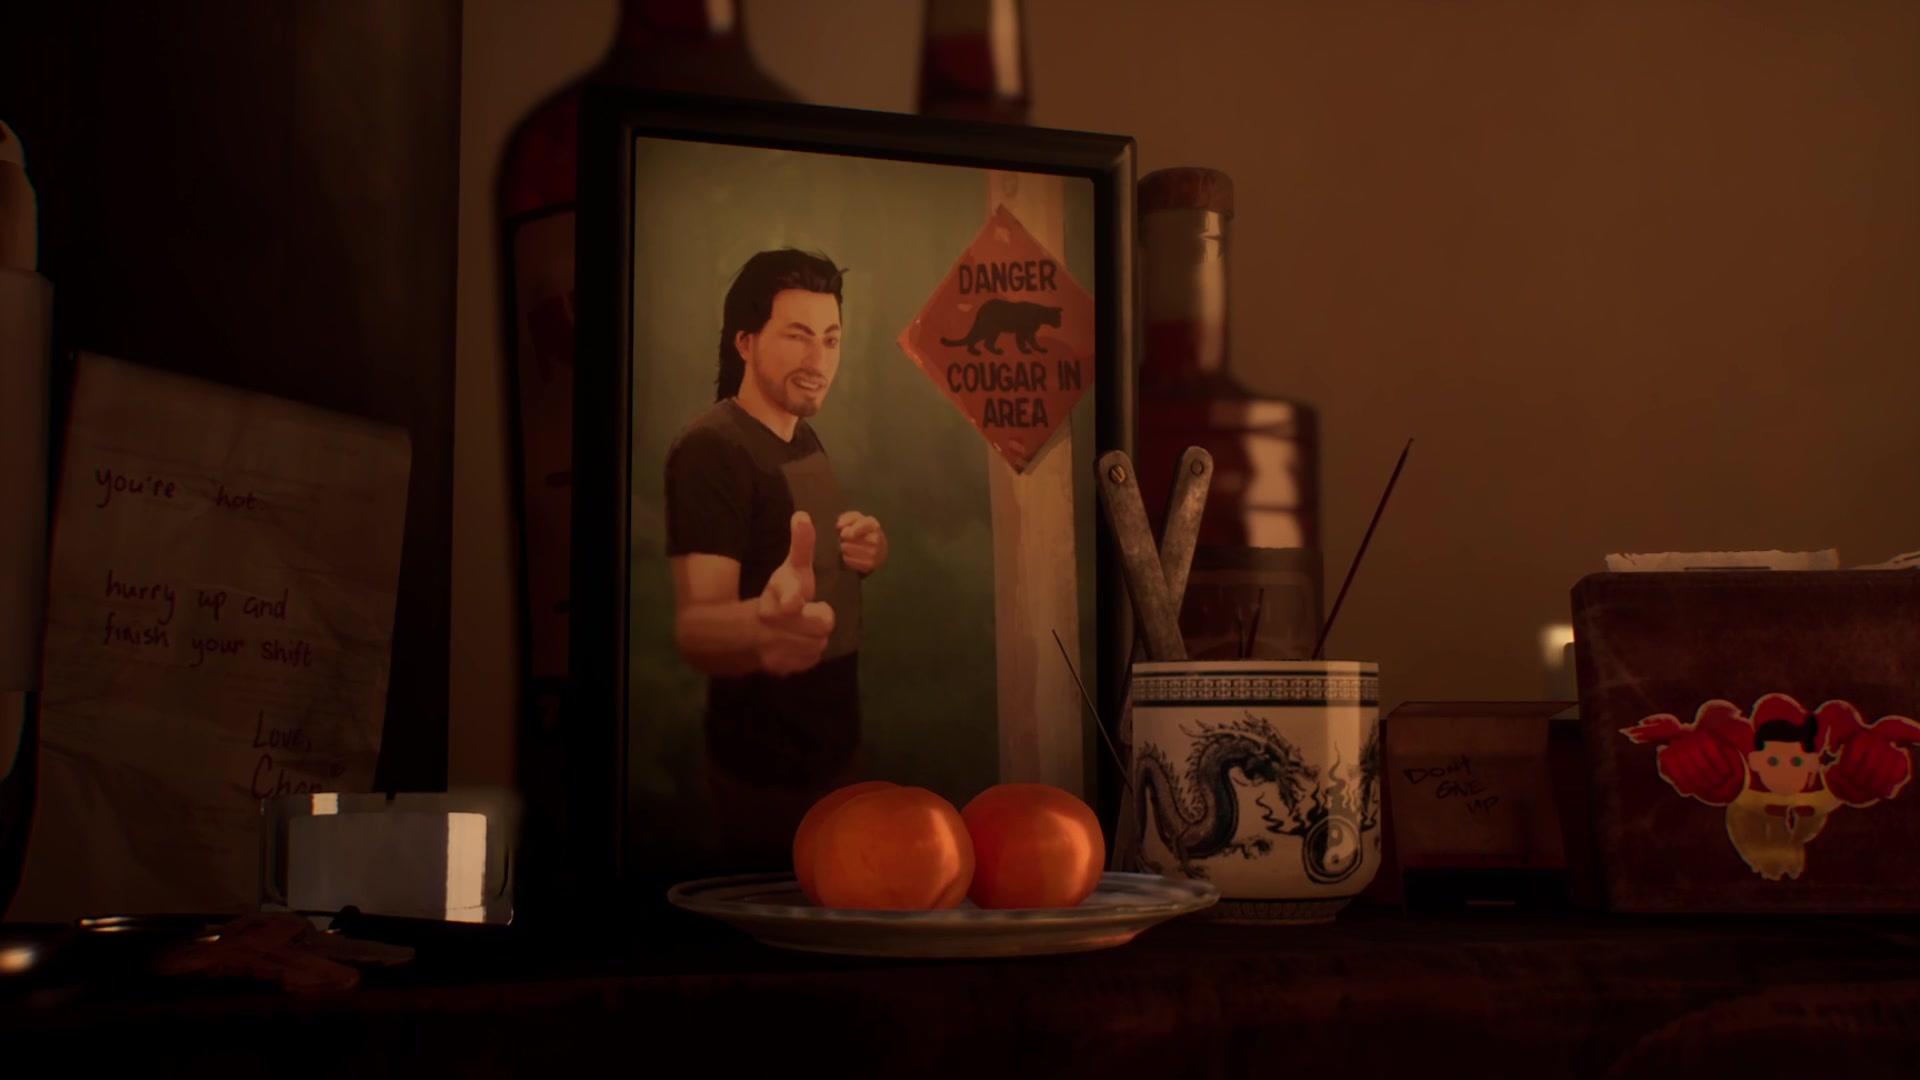 you're hot.
hurry up and
finish your shift
Love,
DANGER
COUGAR IN
AREA
DON'T
GIVE
UP